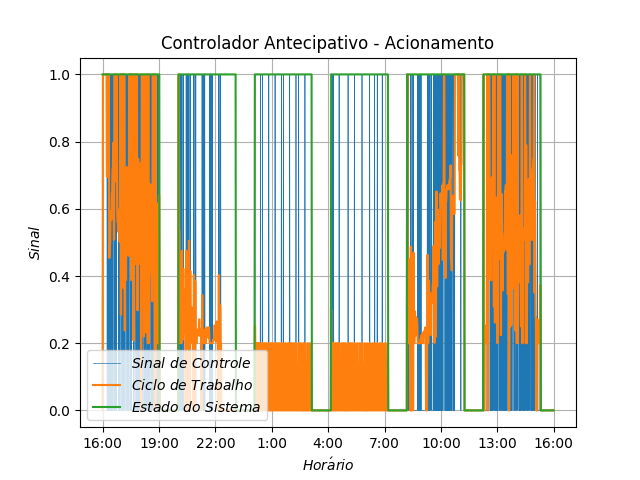 Controlador Antecipativo - Acionamento
1.0
0.8
0.6
0.4
0.2
0.0
Sinal
Sinal de Controle
Ciclo de Trabalho
Estado do Sistema
16:00 19:00 22:00 1:00 4:00 7:00 10:00 13:00 16:00
Horário